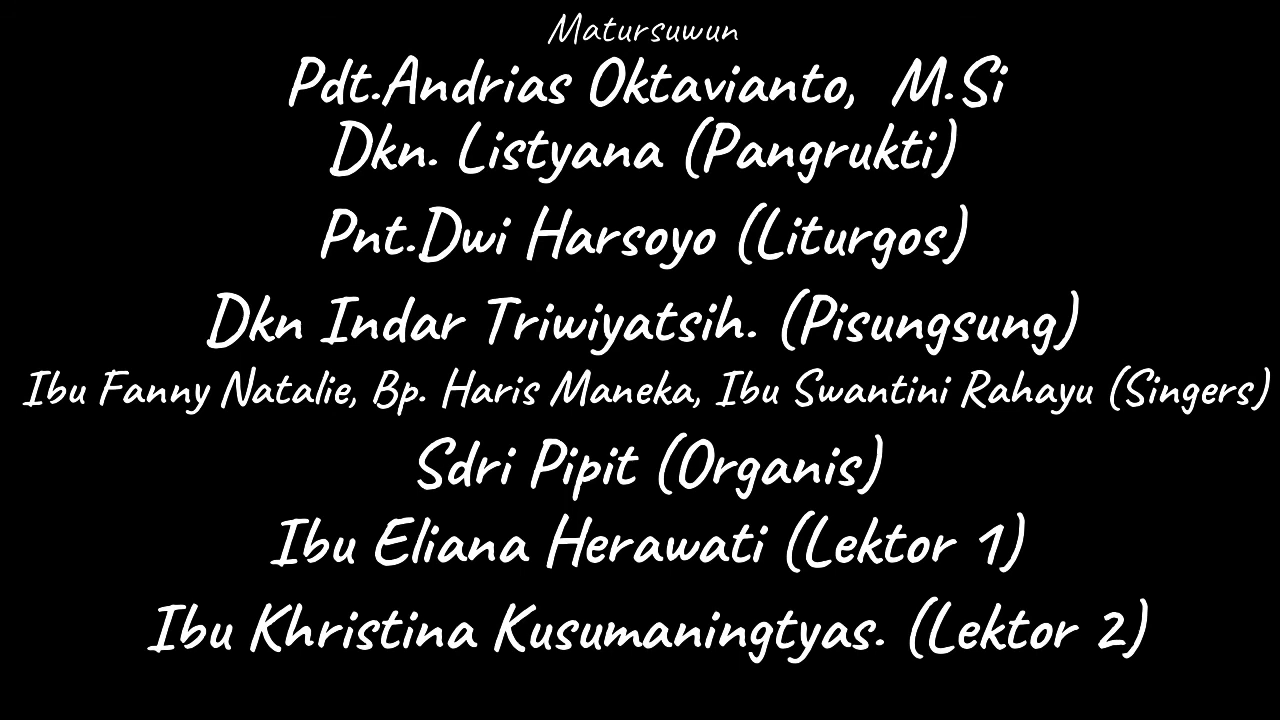 Matursuwun
Pdt.Andrias Oktavianto, M.Si
Dkn. Listyana (Pangrukti)
Pnt.Dwi Harsoyo (Liturgos)
Dkn Indar Triwiyatsih. (Pisungsung)
Ibu Fanny Natalie, Bp. Haris Maneka, Ibu Swantini Rahayu (Singers)
Sdri Pipit (Organis)
Ibu Eliana Herawati (Lektor 1)
Ibu Khristina Kusumaningtyas. (Lektor 2)